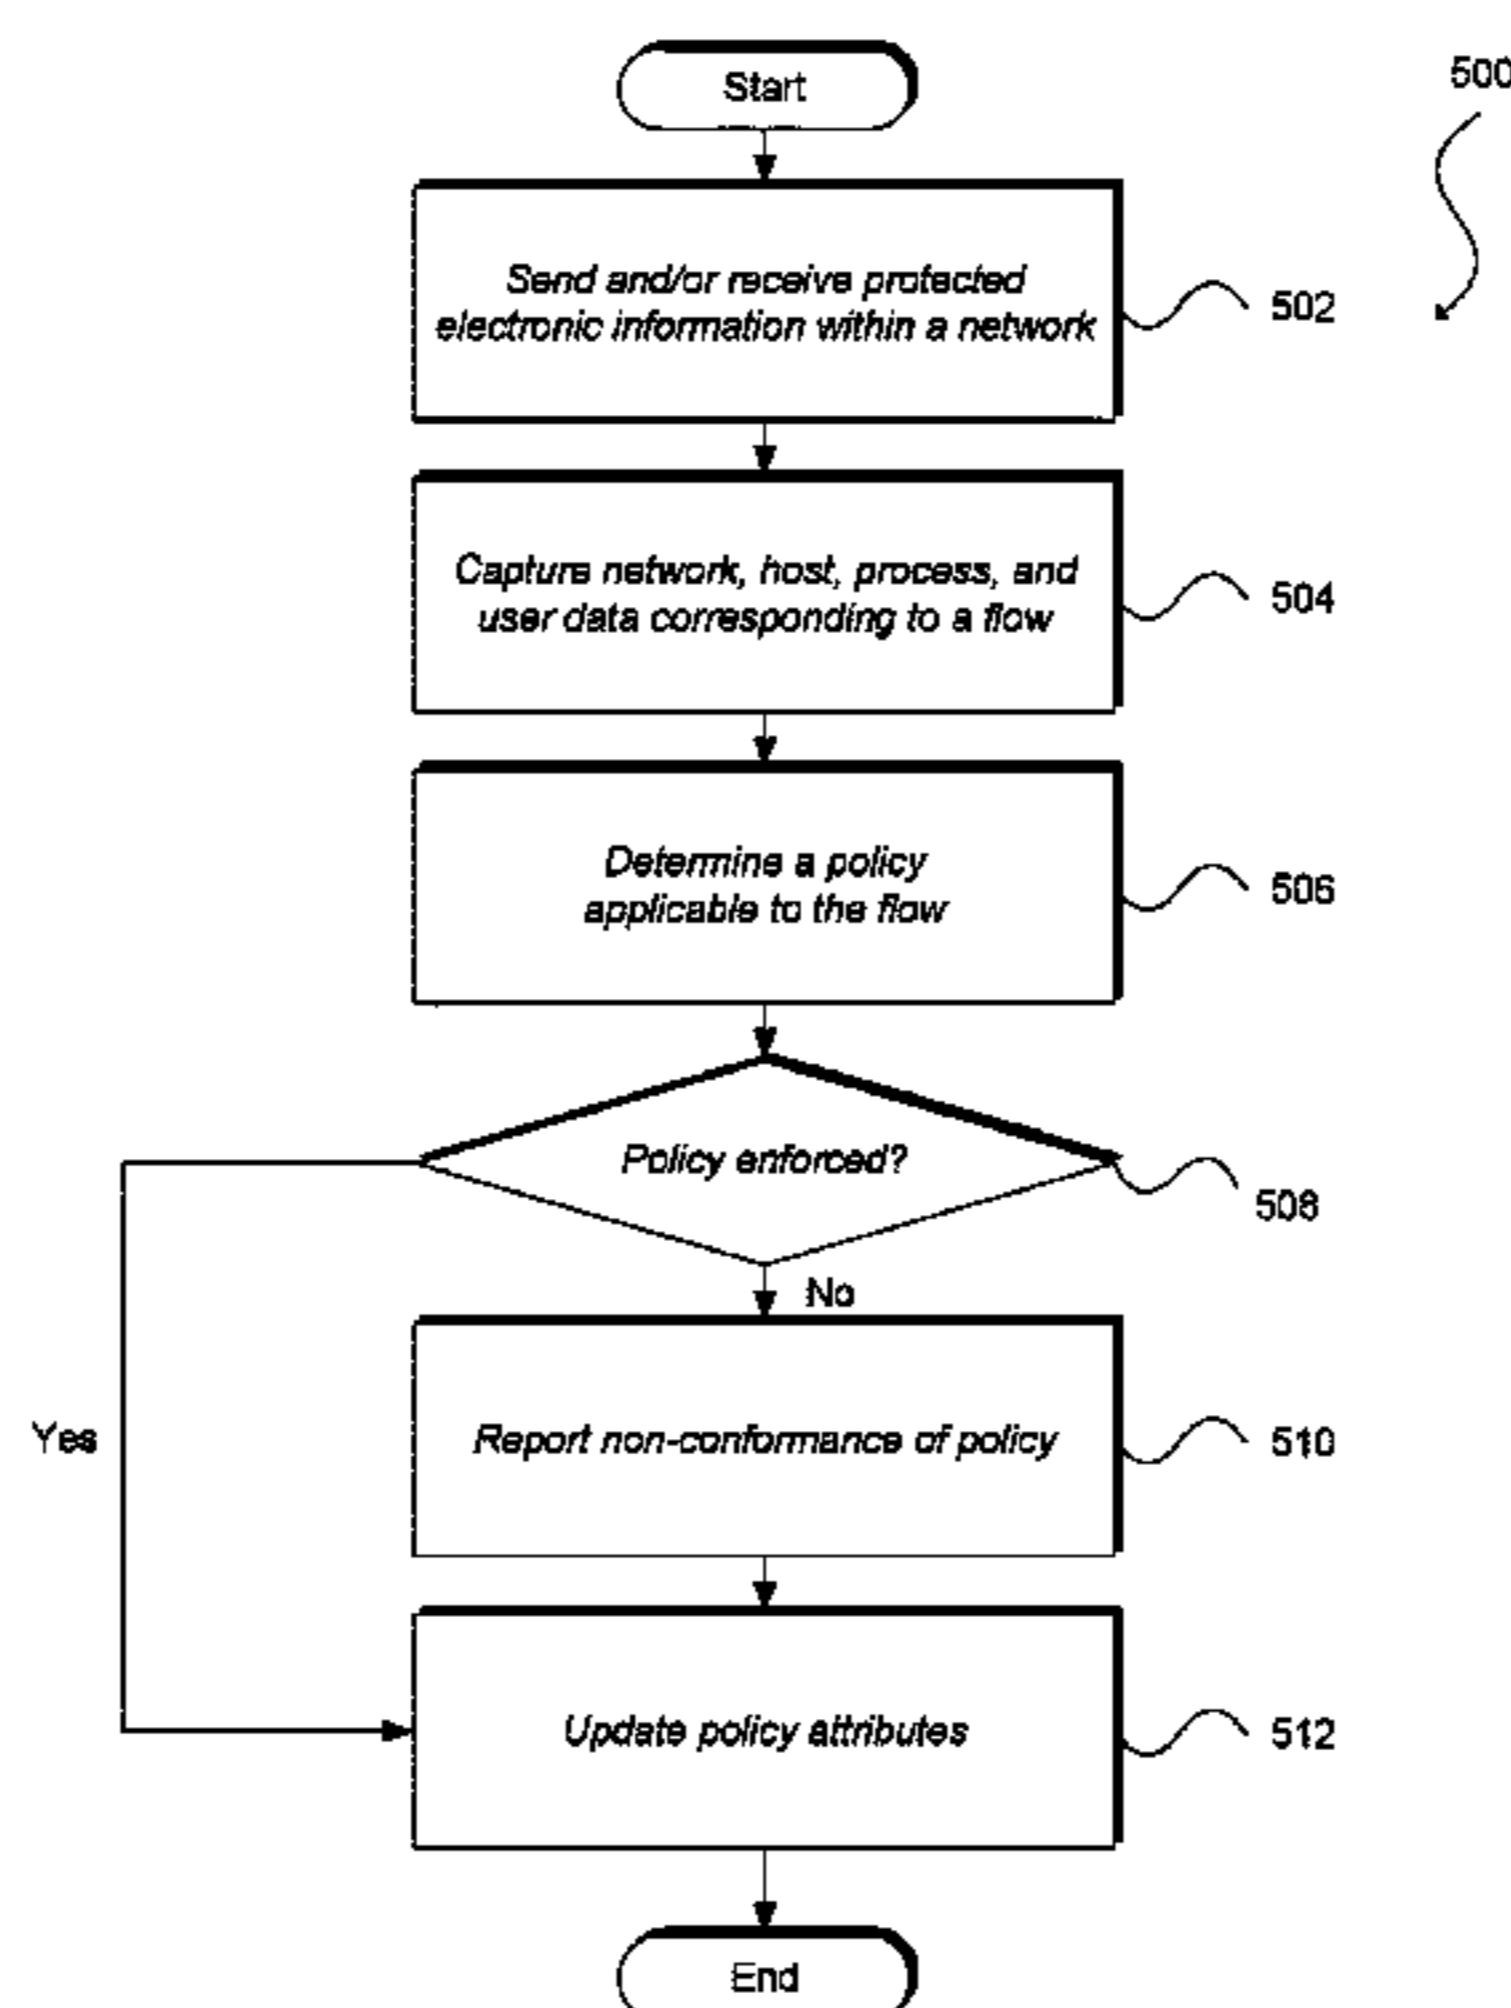 Start
500
Send and/or receive protected
electronic information within a network
502
Capture network, host, process, and
user data corresponding to a flow
504
Determine a policy
applicable to the flow
506
Policy enforced?
508
No
Yes
Report non-conformance of policy
510
Update policy attributes
512
End